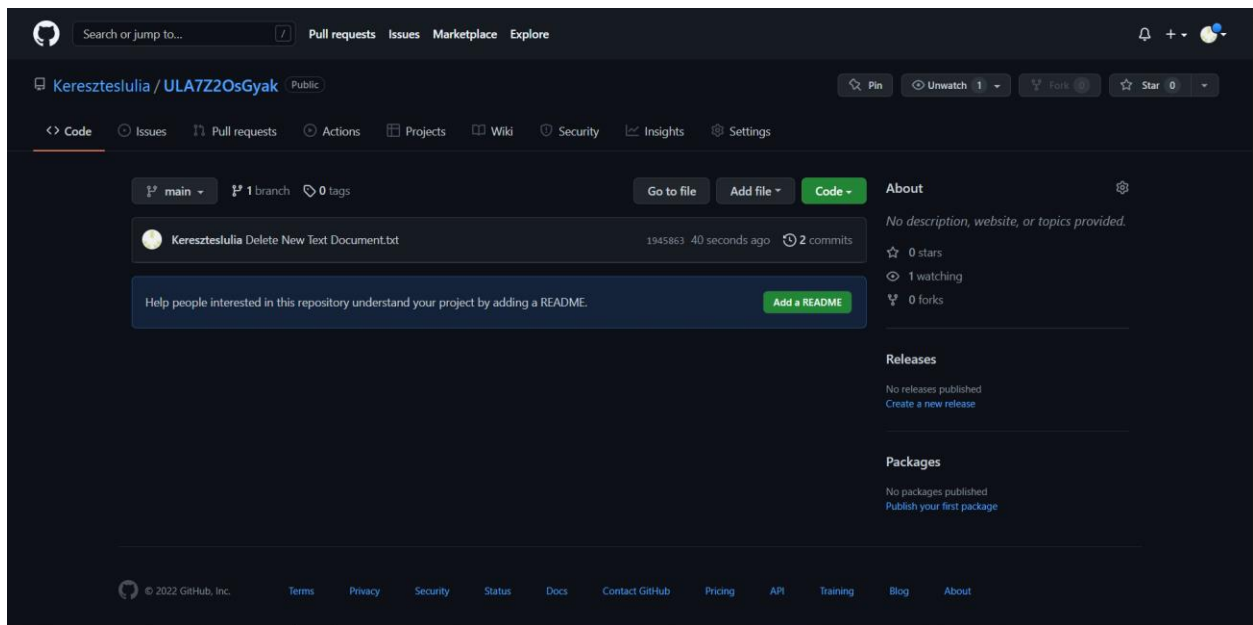 Search or jump to... / Pull requests Issues Marketplace Explore
KeresztesIulia / ULA7Z2OsGyak Public
Pin Unwatch 1 Fork 0 Star 0
<> Code Issues Pull requests Actions Projects Wiki Security Insights Settings
main 1 branch 0 tags Go to file Add file Code
KeresztesIulia Delete New Text Document.txt 1945863 40 seconds ago 2 commits
Help people interested in this repository understand your project by adding a README. Add a README
About
No description, website, or topics provided.
0 stars
1 watching
0 forks
Releases
No releases published
Create a new release
Packages
No packages published
Publish your first package
© 2022 GitHub, Inc. Terms Privacy Security Status Docs Contact GitHub Pricing API Training Blog About